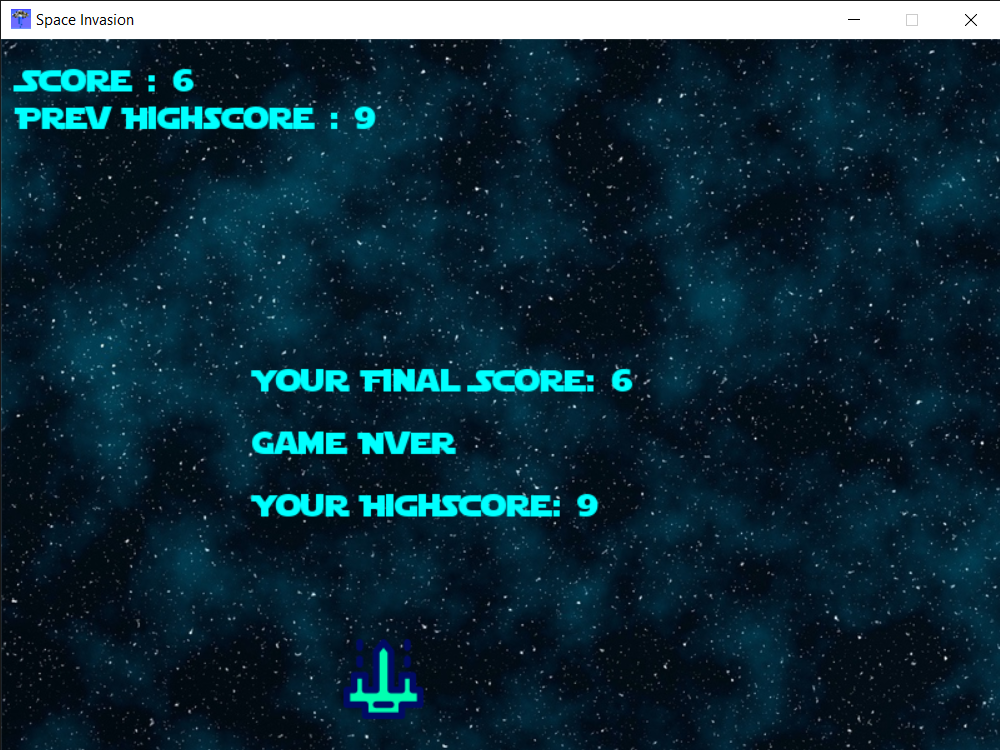 Space Invasion
SCORE : 6
PREV HIGHSCORE : 9
YOUR FINAL SCORE: 6
GAME NVER
YOUR HIGHSCORE: 9